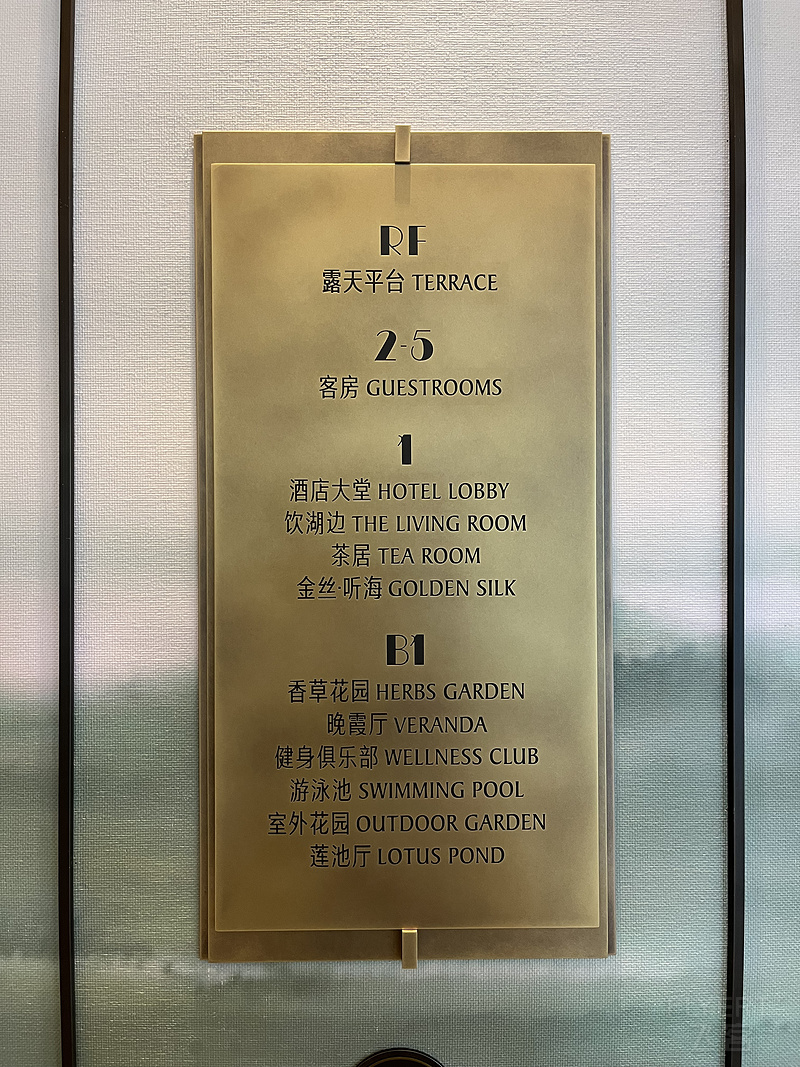 RF
露天平台 TERRACE
2-5
客房 GUESTROOMS
1
酒店大堂 HOTEL LOBBY
饮湖边 THE LIVING ROOM
茶居 TEA ROOM
金丝·听海 GOLDEN SILK
B1
香草花园 HERBS GARDEN
晚霞厅 VERANDA
健身俱乐部 WELLNESS CLUB
游泳池 SWIMMING POOL
室外花园 OUTDOOR GARDEN
莲池厅 LOTUS POND